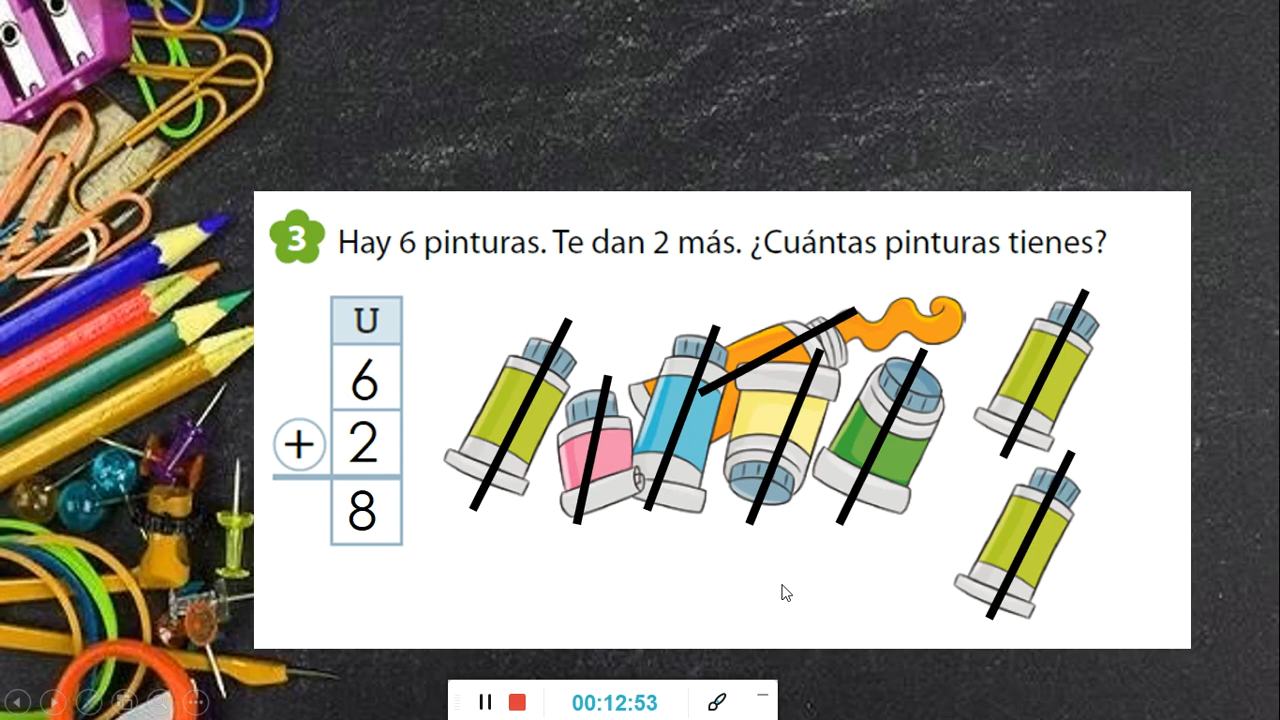 3 Hay 6 pinturas. Te dan 2 más. ¿Cuántas pinturas tienes?
U
6
+ 2
8
00:12:53